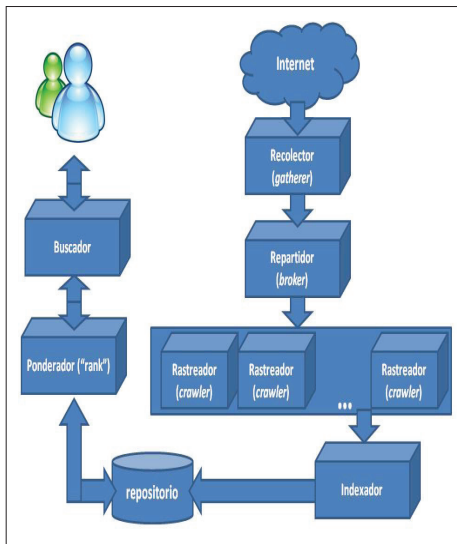 Internet
Recolector
(gatherer)
Repartidor
(broker)
Buscador
Ponderador ("rank")
Rastreador
(crawler)
Rastreador
(crawler)
...
Rastreador
(crawler)
repositorio
Indexador